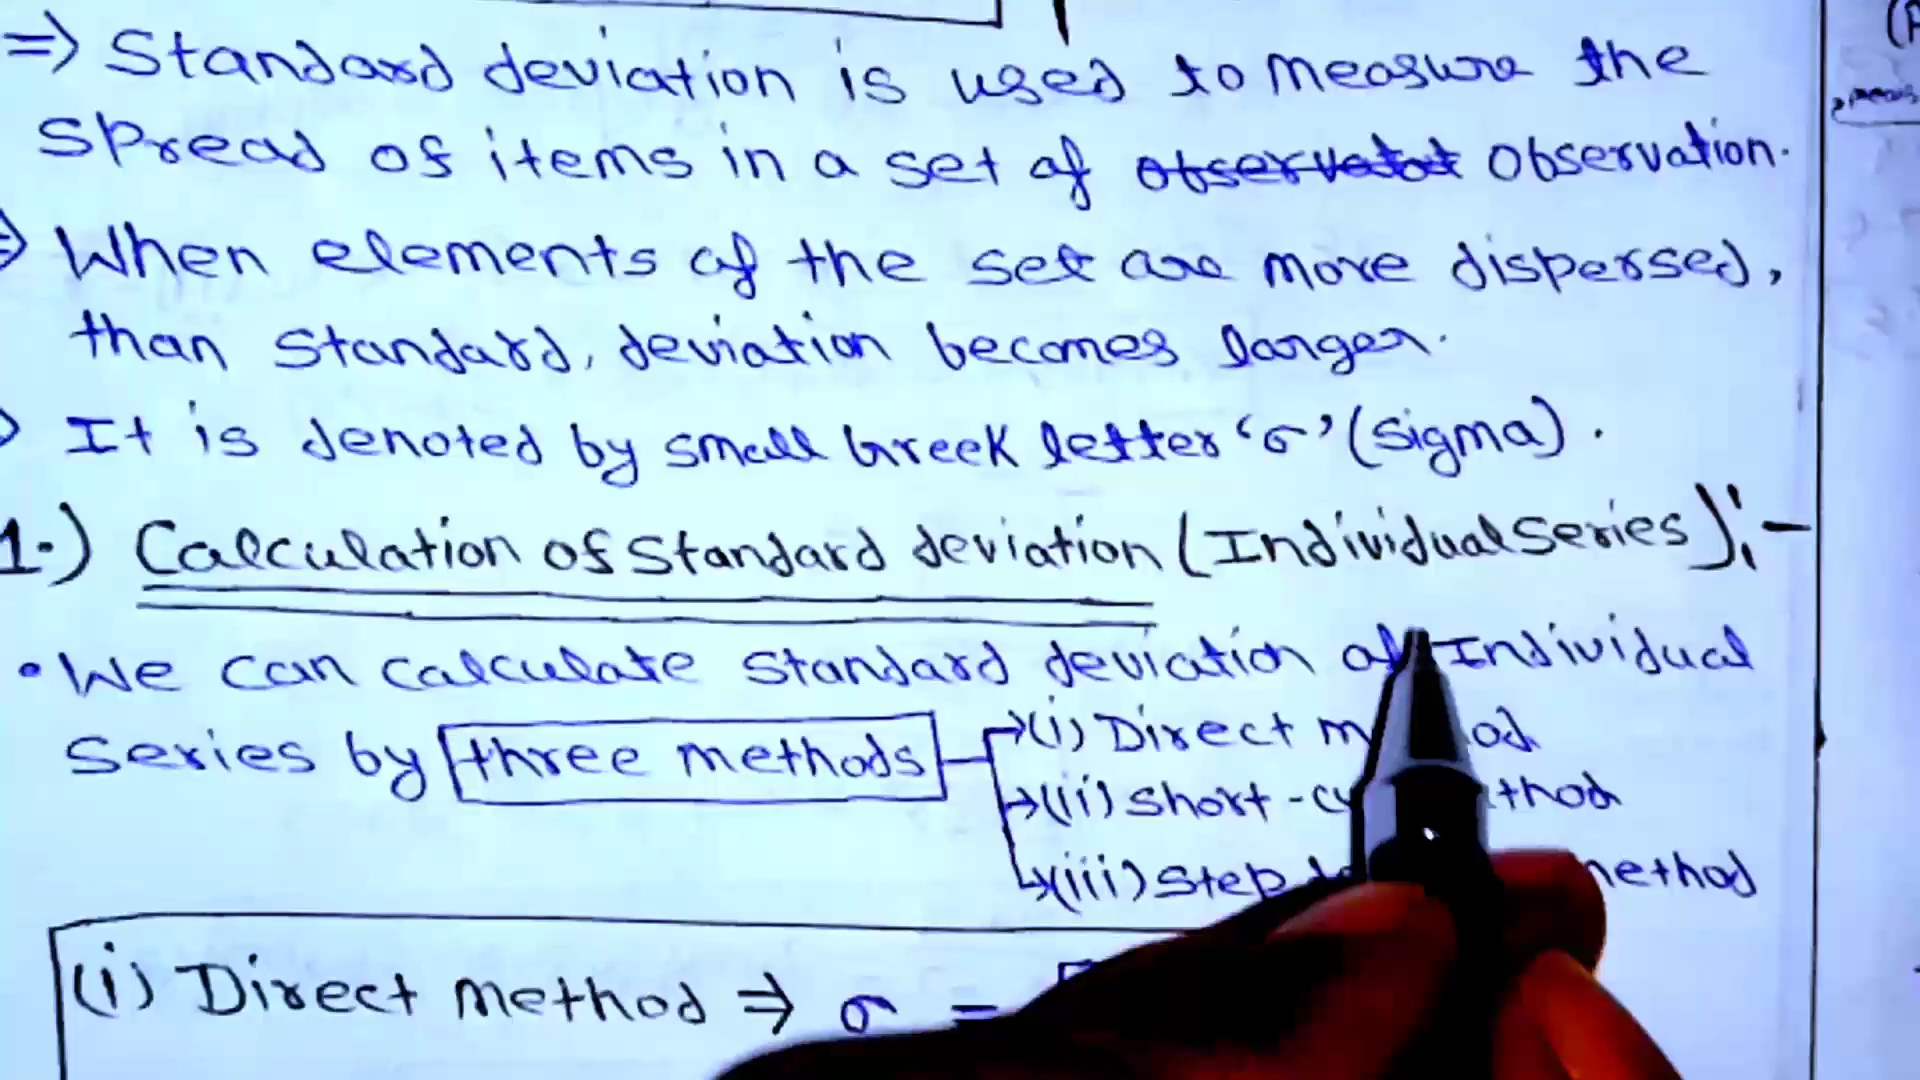 => Standard deviation is used to measure the
spread of items in a set of observatat observation.
=> When elements of the set are more dispersed,
than standard, deviation becomes larger.
It is denoted by small Greek letter 'σ' (sigma).
1.) Calculation of Standard deviation (Individual Series):-
• We can calculate standard deviation of Individual
Series by three methods
→(i) Direct
→(ii) Short-
→(iii) Step method
(i) Direct method ⇒ σ =